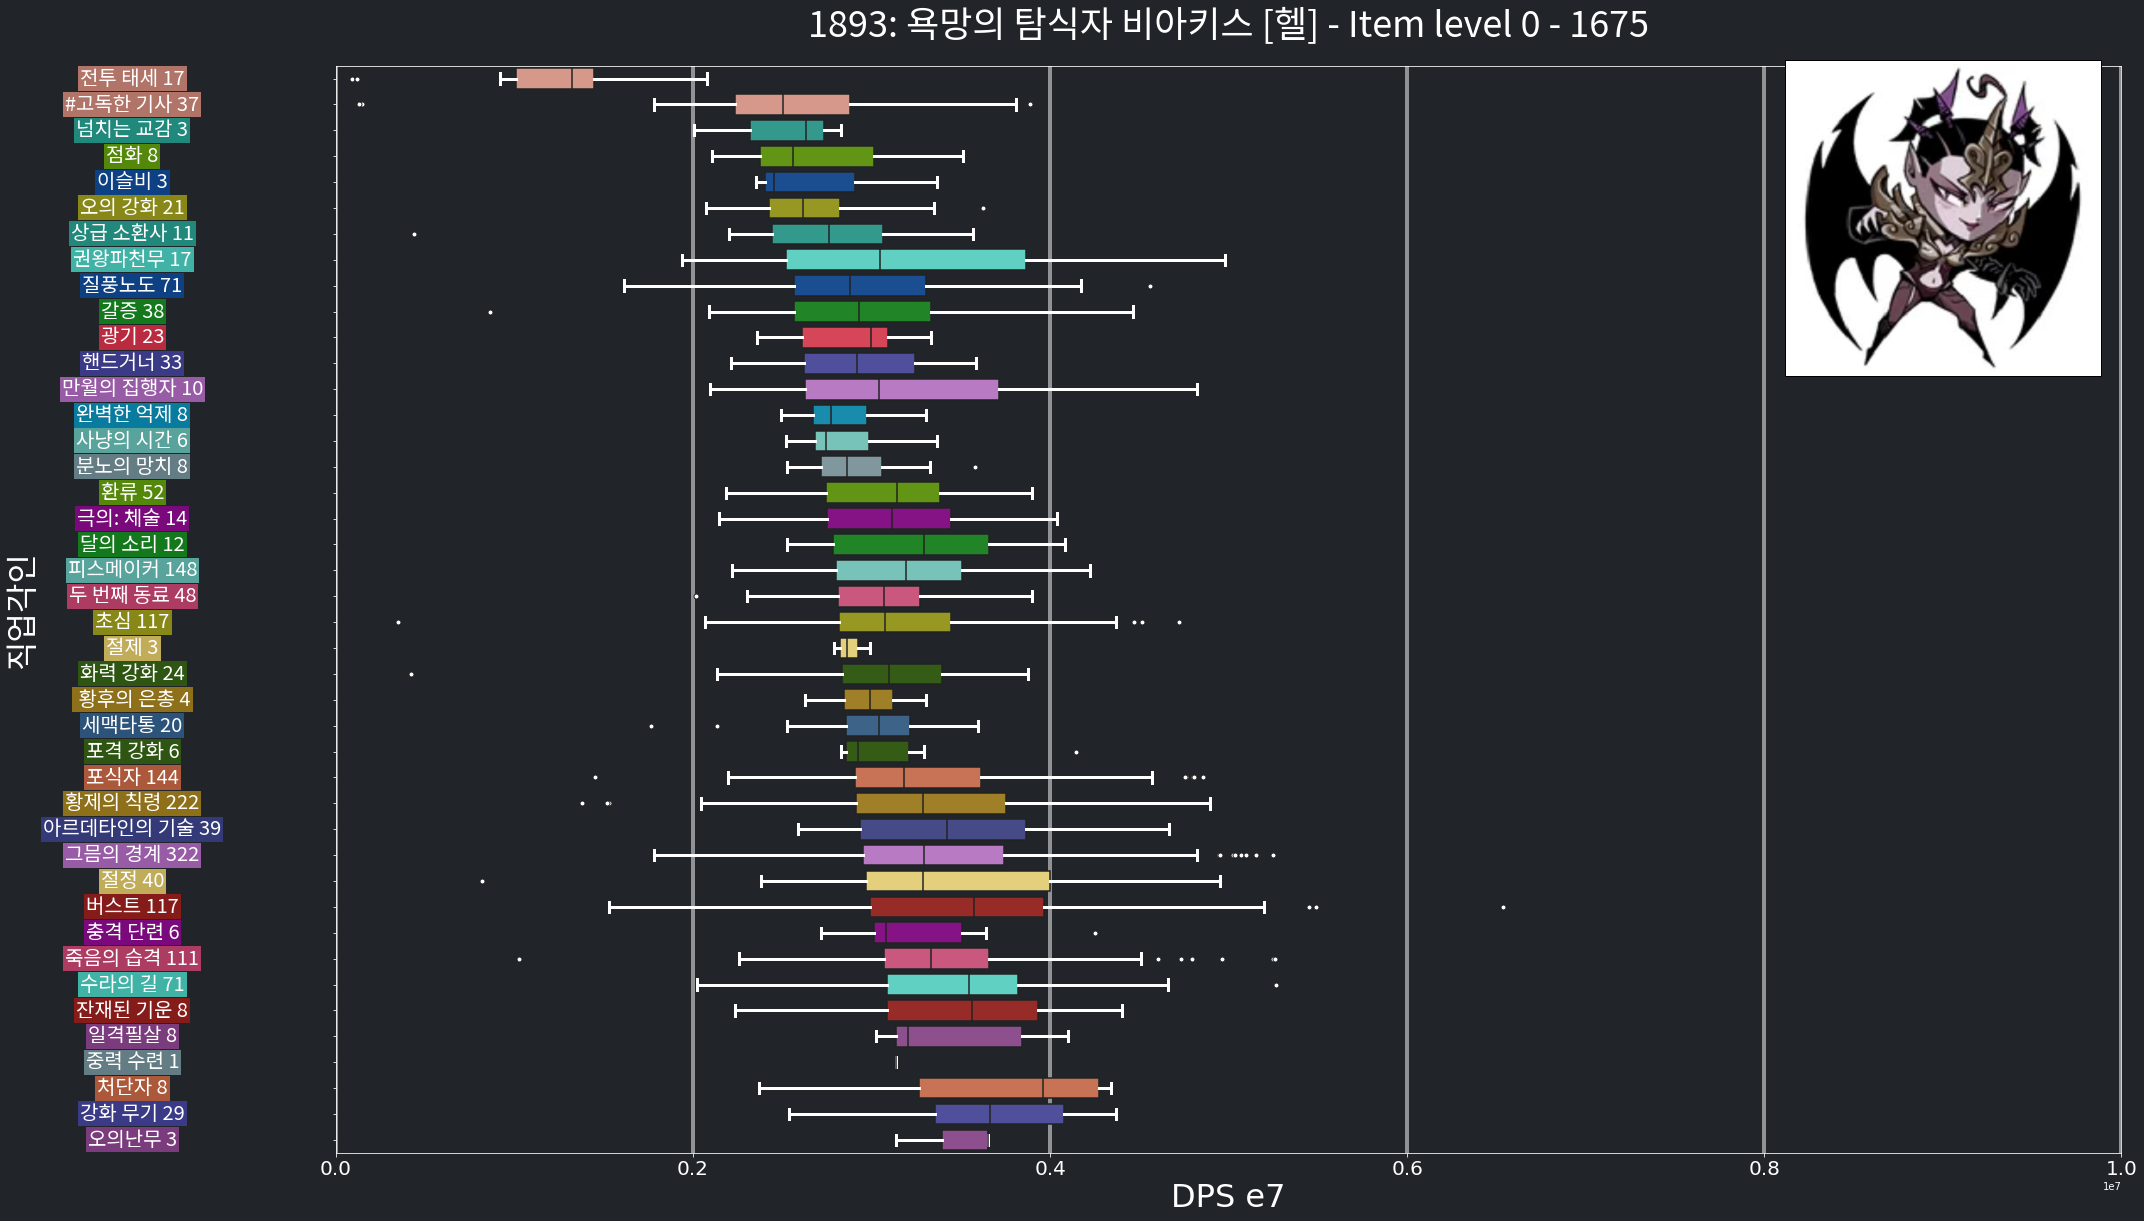 1893: 욕망의 탐식자 비아키스 [헬] - Item level 0 - 1675
직업각인
전투 태세 17
#고독한 기사 37
넘치는 교감 3
점화 8
이슬비 3
오의 강화 21
상급 소환사 11
권왕파천무 17
질풍노도 71
갈증 38
광기 23
핸드거너 33
만월의 집행자 10
완벽한 억제 8
사냥의 시간 6
분노의 망치 8
환류 52
극의: 체술 14
달의 소리 12
피스메이커 148
두 번째 동료 48
초심 117
절제 3
화력 강화 24
황후의 은총 4
세맥타통 20
포격 강화 6
포식자 144
황제의 칙령 222
아르데타인의 기술 39
그믐의 경계 322
절정 40
버스트 117
충격 단련 6
죽음의 습격 111
수라의 길 71
잔재된 기운 8
일격필살 8
중력 수련 1
처단자 8
강화 무기 29
오의난무 3
0.0 0.2 0.4 0.6 0.8 1.0
1e7
DPS e7